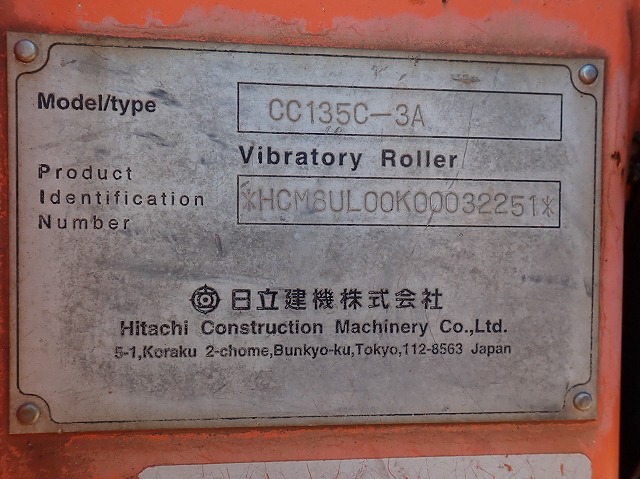 Model/type CC135C-3A
Vibratory Roller
Product
Identification
Number
*HCM8UL00K00032251*
日立建機株式会社
Hitachi Construction Machinery Co.,Ltd.
5-1,Koraku 2-chome,Bunkyo-ku,Tokyo,112-8563 Japan